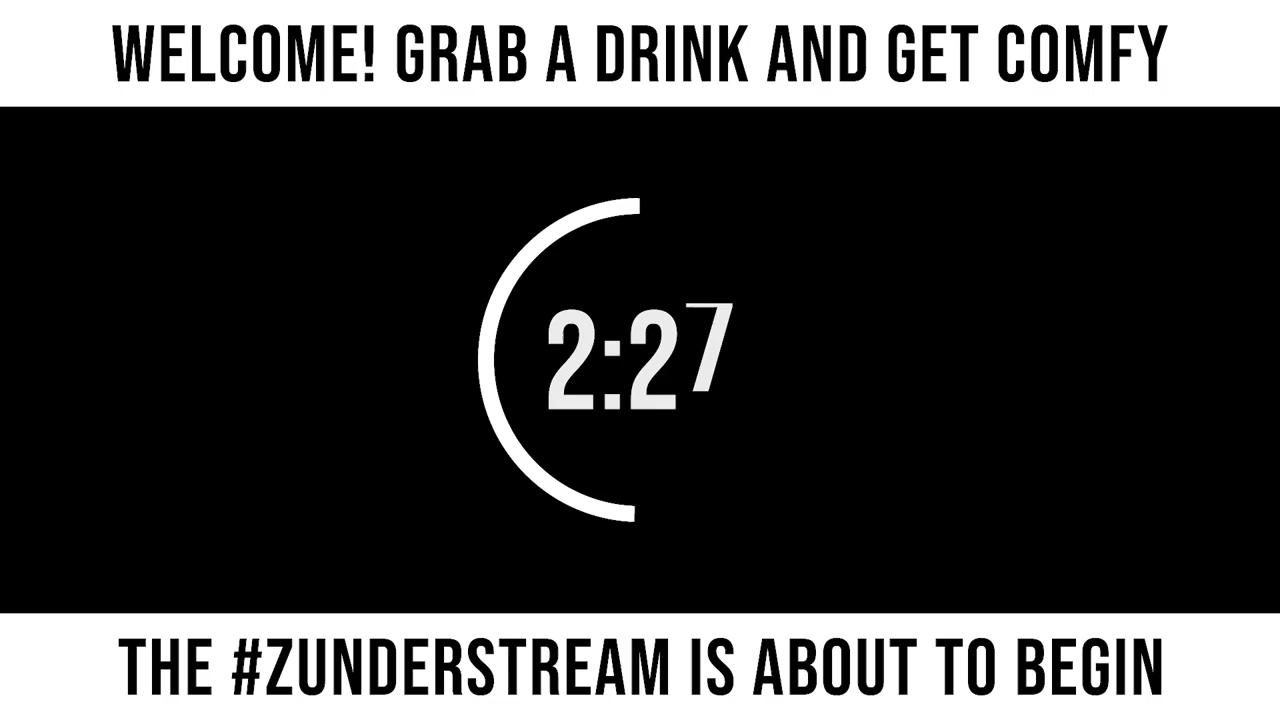 WELCOME! GRAB A DRINK AND GET COMFY
2:27
THE #ZUNDERSTREAM IS ABOUT TO BEGIN